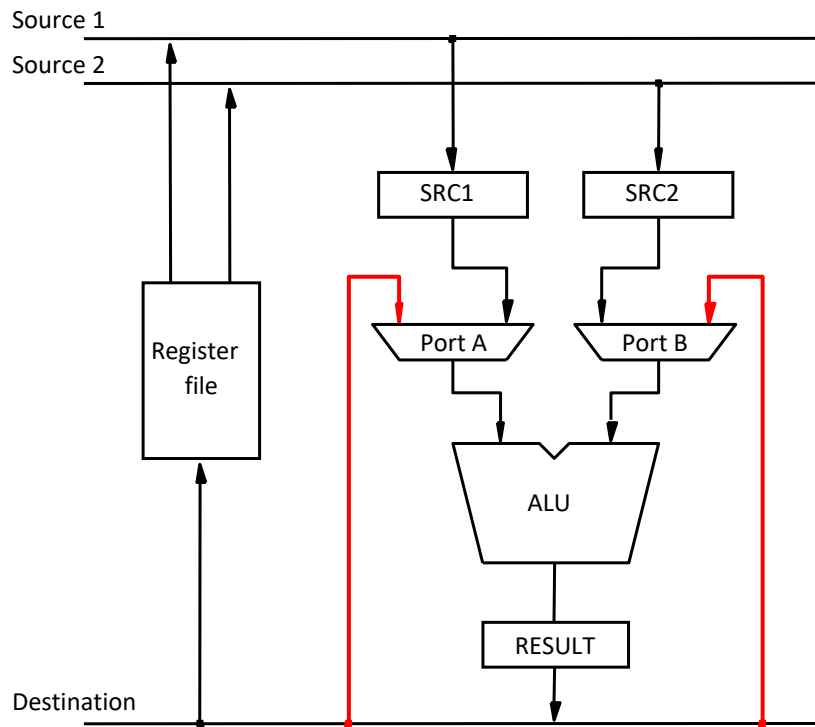 Source 1
Source 2
SRC1
SRC2
Register
file
Port A
Port B
ALU
RESULT
Destination